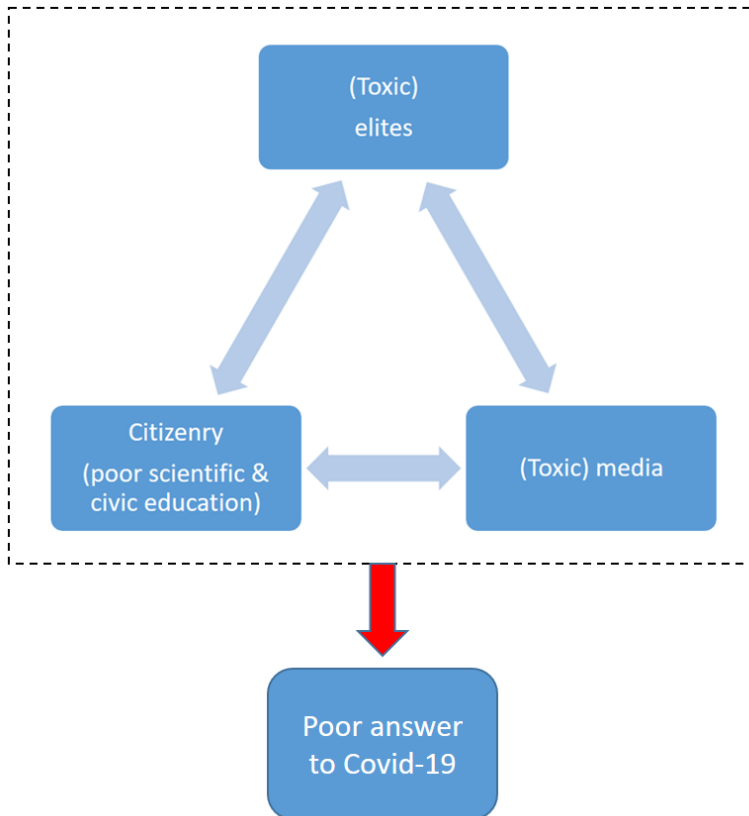 (Toxic)
elites
Citizenry
(poor scientific &
civic education)
(Toxic) media
Poor answer
to Covid-19